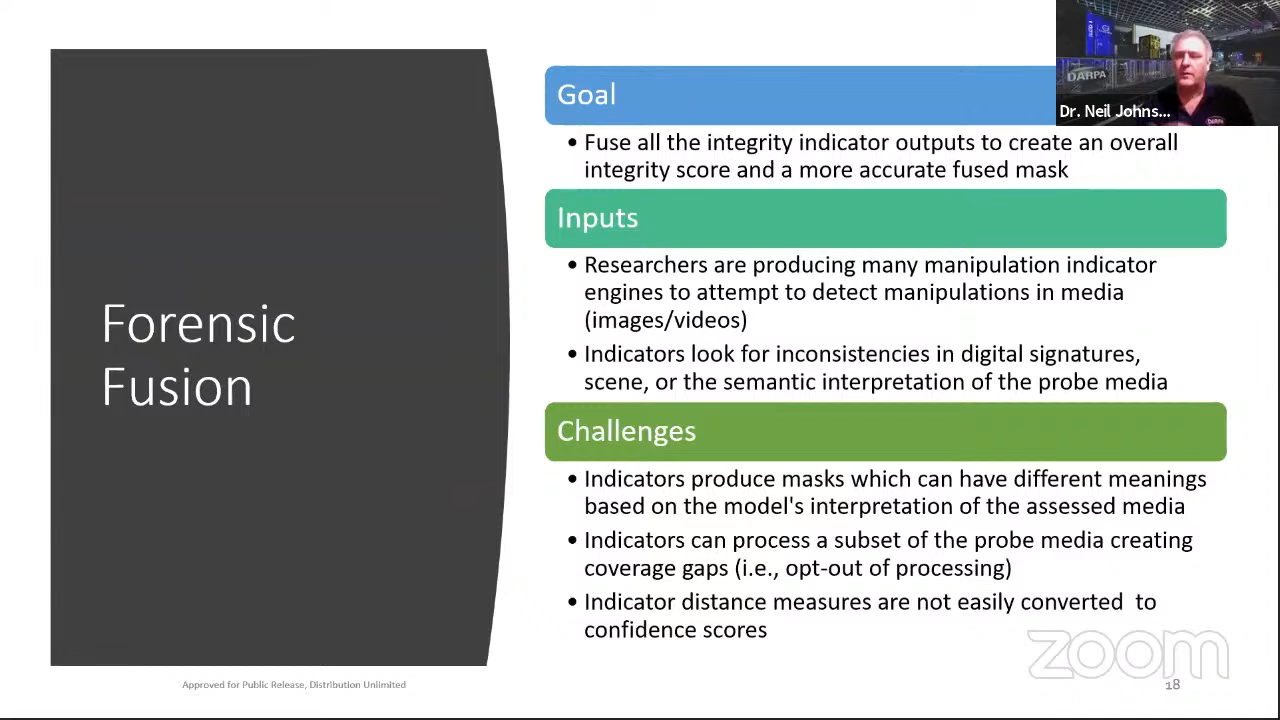 Forensic
Fusion
Goal
• Fuse all the integrity indicator outputs to create an overall
integrity score and a more accurate fused mask
Inputs
• Researchers are producing many manipulation indicator
engines to attempt to detect manipulations in media
(images/videos)
• Indicators look for inconsistencies in digital signatures,
scene, or the semantic interpretation of the probe media
Challenges
• Indicators produce masks which can have different meanings
based on the model's interpretation of the assessed media
• Indicators can process a subset of the probe media creating
coverage gaps (i.e., opt-out of processing)
• Indicator distance measures are not easily converted  to
confidence scores
DARPA
DARPA
Dr. Neil Johns...
zoom
Approved for Public Release, Distribution Unlimited
18